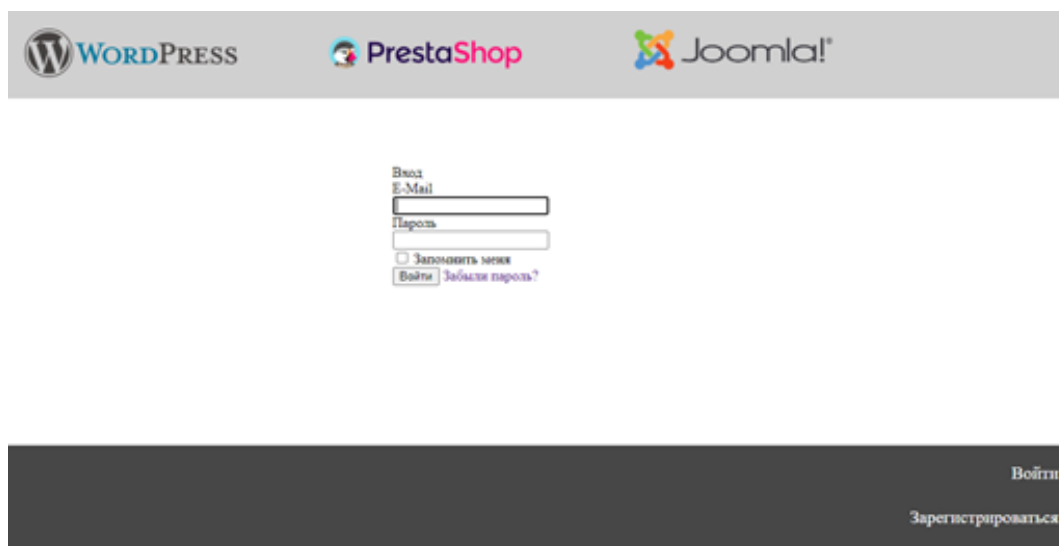 WORDPRESS PrestaShop Joomla!®
Вход
E-Mail
Пароль
Запомнить меня
Войти Забыли пароль?
Войти
Зарегистрироваться